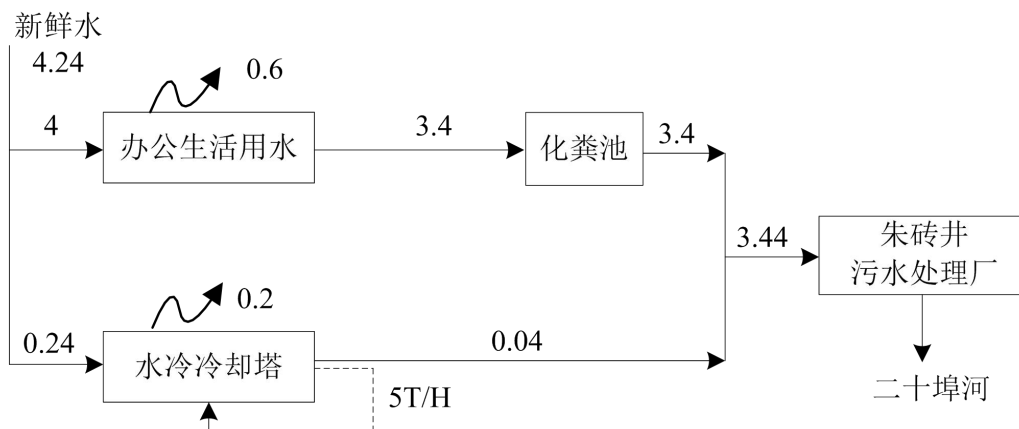 新鲜水
4.24
0.6
4
办公生活用水
3.4
化粪池
3.4
3.44
朱砖井
污水处理厂
0.2
0.24
水冷冷却塔
0.04
5T/H
二十埠河